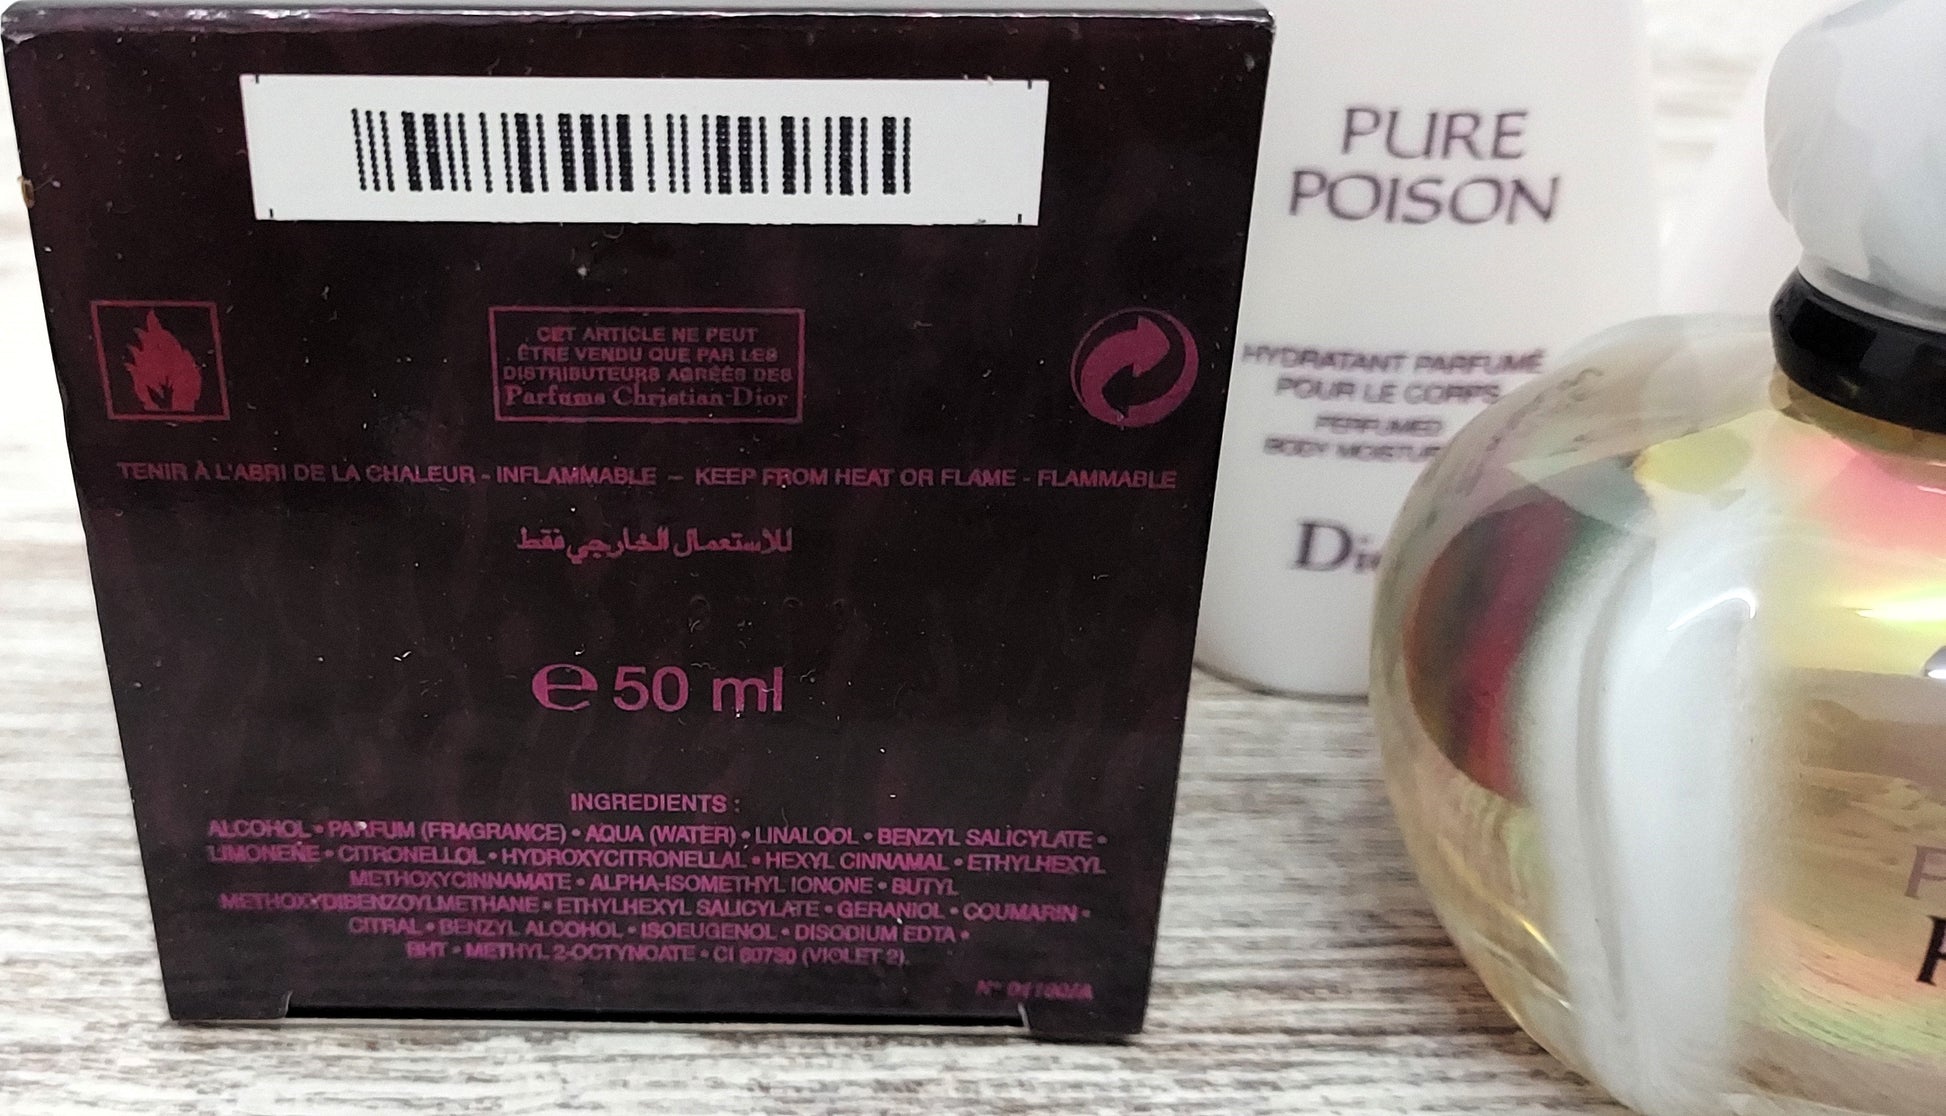 CET ARTICLE NE PEUT
ÊTRE VENDU QUE PAR LES
DISTRIBUTEURS AGRÉÉS DES
Parfums Christian Dior
TENIR À L'ABRI DE LA CHALEUR - INFLAMMABLE – KEEP FROM HEAT OR FLAME - FLAMMABLE
للاستعمال الخارجي فقط
℮ 50 ml
INGREDIENTS :
ALCOHOL • PARFUM (FRAGRANCE) • AQUA (WATER) • LINALOOL • BENZYL SALICYLATE •
LIMONENE • CITRONELLOL • HYDROXYCITRONELLAL • HEXYL CINNAMAL • ETHYLHEXYL
METHOXYCINNAMATE • ALPHA-ISOMETHYL IONONE • BUTYL
METHOXYDIBENZOYLMETHANE • ETHYLHEXYL SALICYLATE • GERANIOL • COUMARIN •
CITRAL • BENZYL ALCOHOL • ISOEUGENOL • DISODIUM EDTA •
BHT • METHYL 2-OCTYNOATE • CI 60730 (VIOLET 2).
PURE
POISON
HYDRATANT PARFUMÉ
POUR LE CORPS
PERFUMED
BODY